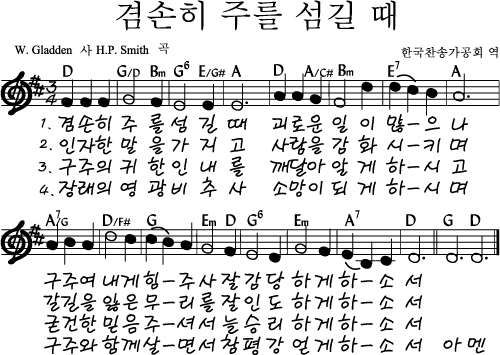 겸손히 주를 섬길 때
W. Gladden 사 H.P. Smith 곡
한국찬송가공회 역
D G/D Bm G6 E/G# A D A/C# Bm E7 A
3 4
1. 겸손히 주 를 섬 길 때 괴로운 일 이 많-으 나
2. 인자한 말 을 가 지 고 사람을 감 화 시-키 며
3. 구주의 귀 한 인 내 를 깨달아 알 게 하-시 고
4. 장래의 영 광 비 추 사 소망이 되 게 하-시 며
A7/G D/F# G Em D G6 Em A7 D G D
구주여 내게 힘-주사 잘 감당 하게 하-소 서
갈길을 잃은 무-리를 잘 인도 하게 하-소 서
굳건한 믿음 주-셔서 늘 승리 하게 하-소 서
구주와 함께 살-면서 참 평강 얻게 하-소 서 아 멘